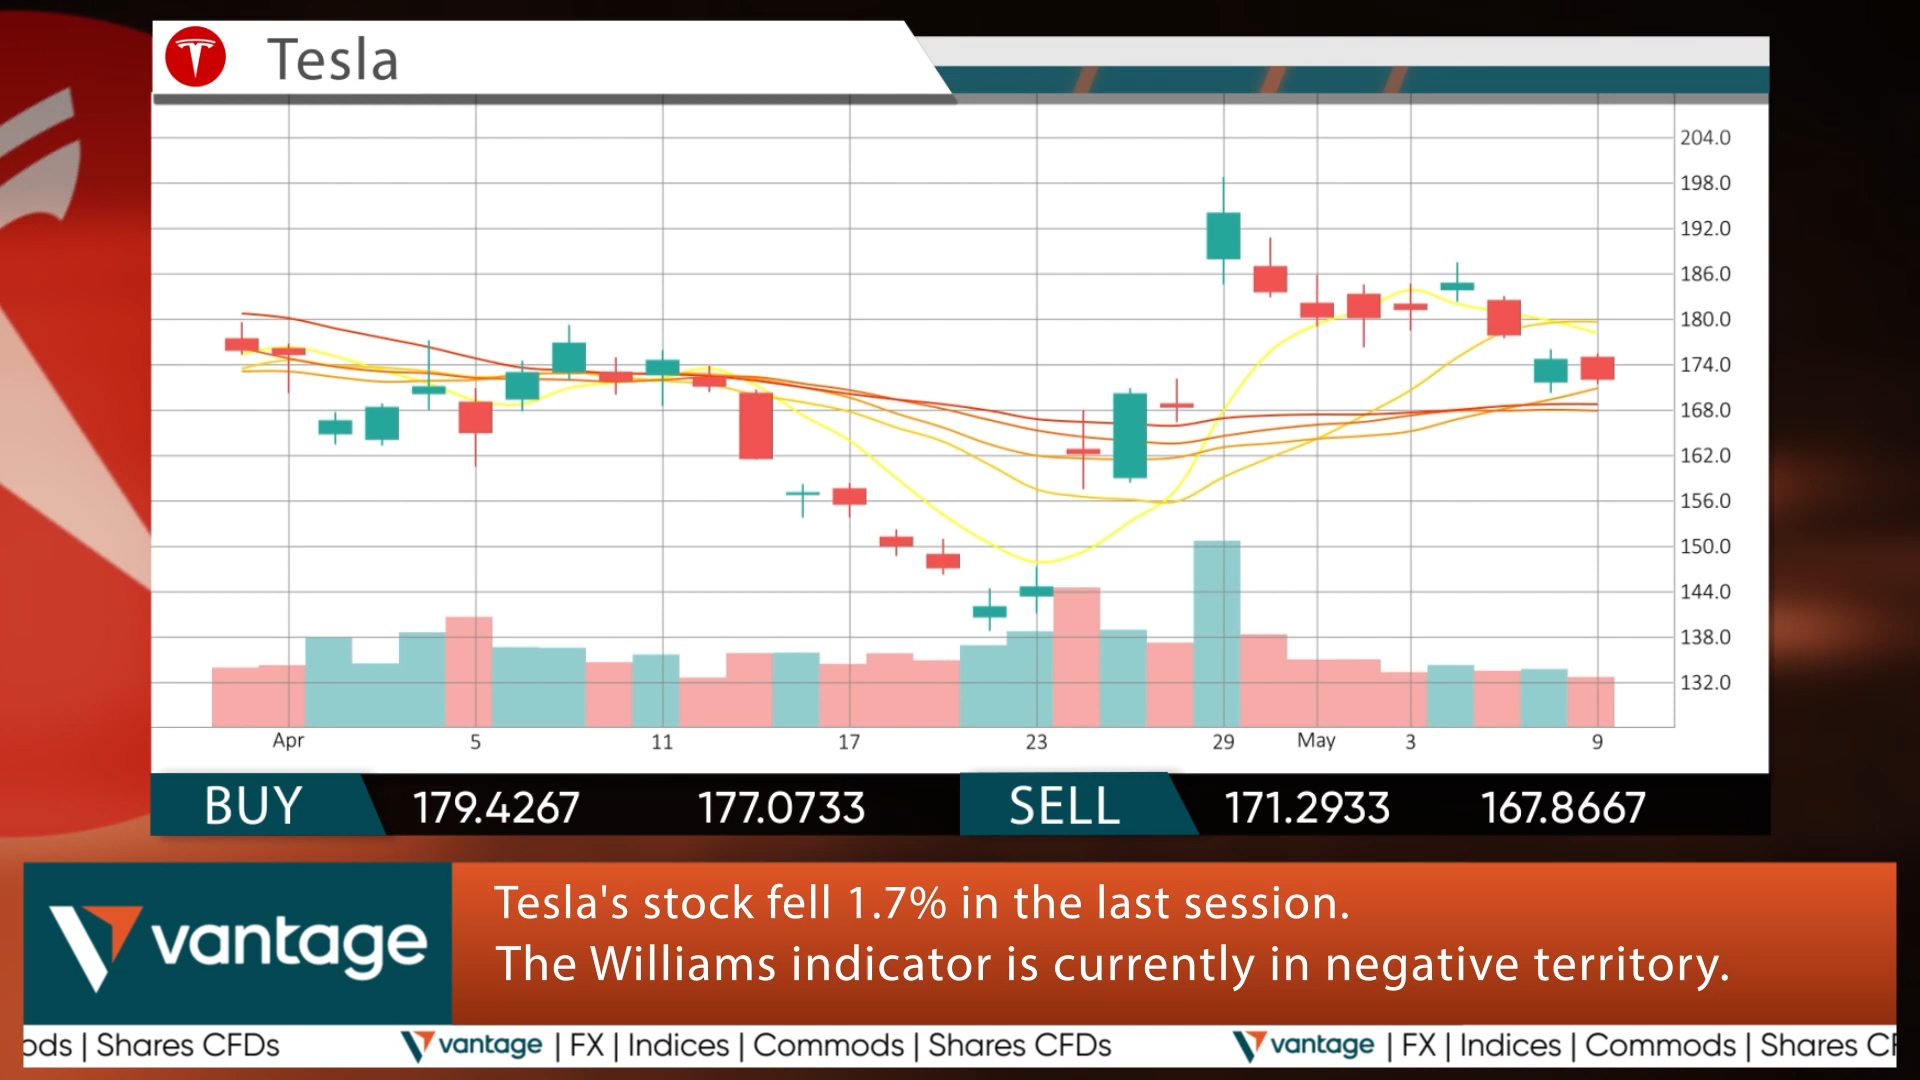 Tesla
204.0
198.0
192.0
186.0
180.0
174.0
168.0
162.0
156.0
150.0
144.0
138.0
132.0
Apr 5 11 17 23 29 May 3 9
BUY 179.4267 177.0733 SELL 171.2933 167.8667
vantage
Tesla's stock fell 1.7% in the last session.
The Williams indicator is currently in negative territory.
ods | Shares CFDs vantage | FX | Indices | Commods | Shares CFDs vantage | FX | Indices | Commods | Shares CF